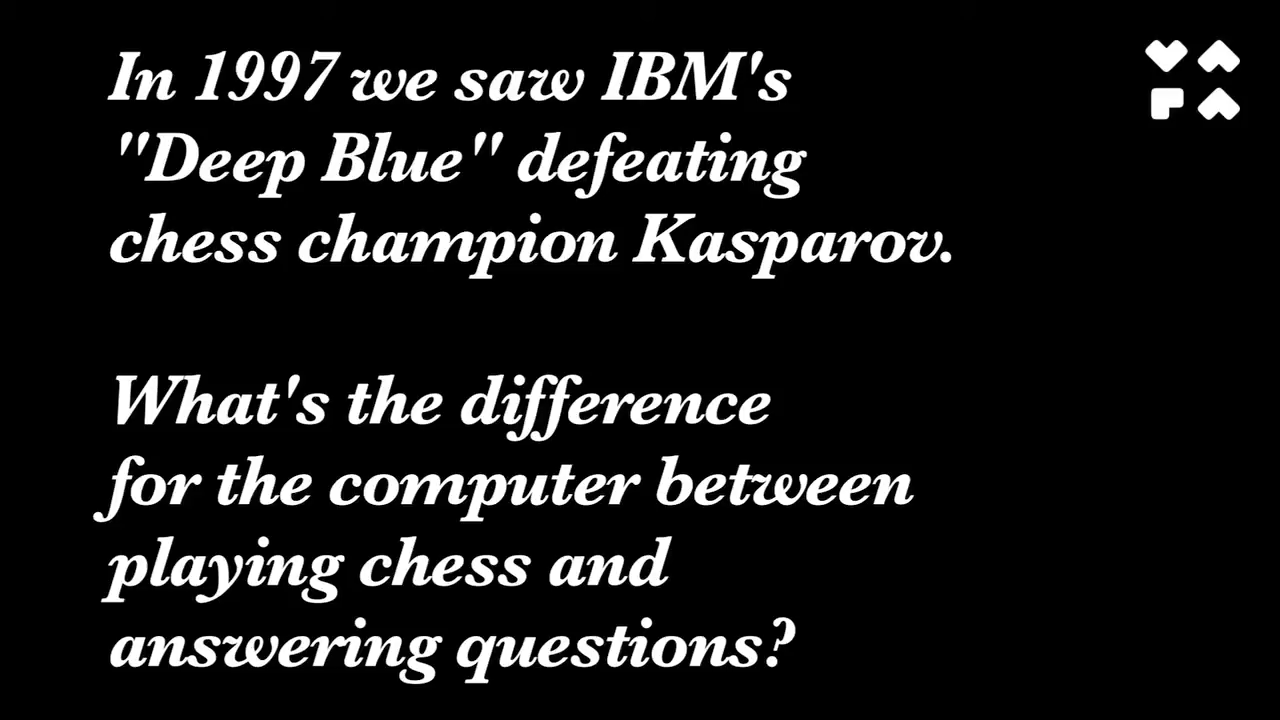 In 1997 we saw IBM's
"Deep Blue" defeating
chess champion Kasparov.
What's the difference
for the computer between
playing chess and
answering questions?